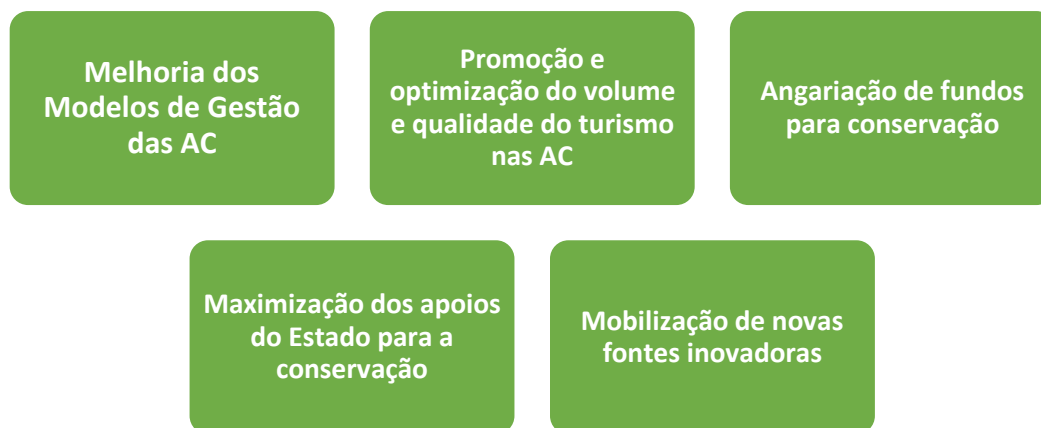 Melhoria dos
Modelos de Gestão
das AC
Promoção e
optimização do volume
e qualidade do turismo
nas AC
Angariação de fundos
para conservação
Maximização dos apoios
do Estado para a
conservação
Mobilização de novas
fontes inovadoras